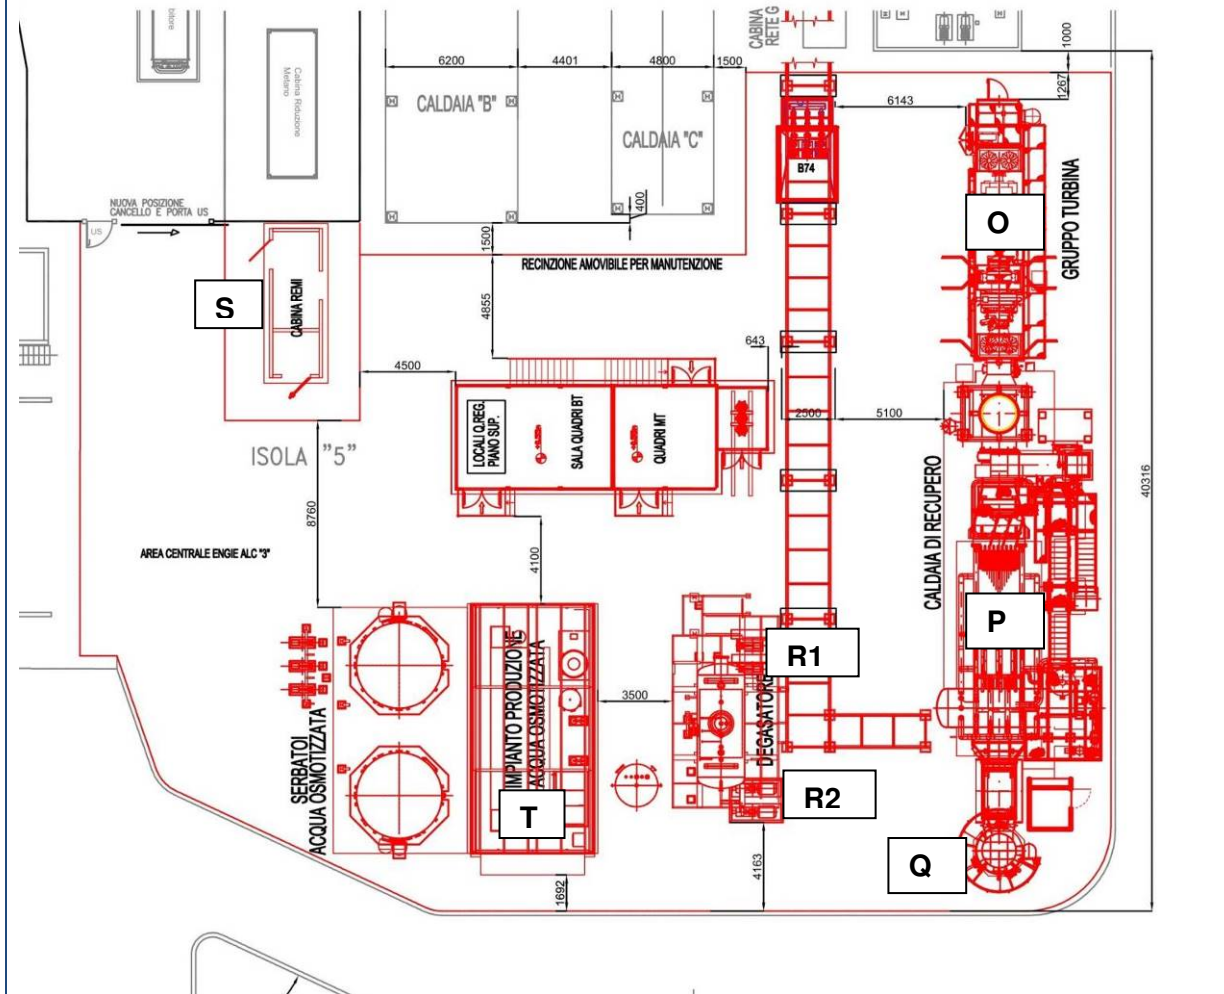 bitore
Cabina Riduzione
Metano
CABINA
RETE G
6200
4401
4800
1500
1000
1267
6143
CALDAIA "B"
CALDAIA "C"
B74
400
NUOVA POSIZIONE
CANCELLO E PORTA US
US
1500
RECINZIONE AMOVIBILE PER MANUTENZIONE
O
GRUPPO TURBINA
S
CABINA REMI
4855
643
4500
2500
5100
LOCALI Q.REG.
PIANO SUP.
SALA QUADRI BT
QUADRI MT
ISOLA "5"
8760
40316
CALDAIA DI RECUPERO
AREA CENTRALE ENGIE ALC "3"
4100
P
R1
3500
DEGASATORE
SERBATOI
ACQUA OSMOTIZZATA
IMPIANTO PRODUZIONE
ACQUA OSMOTIZZATA
T
R2
Q
4163
1692